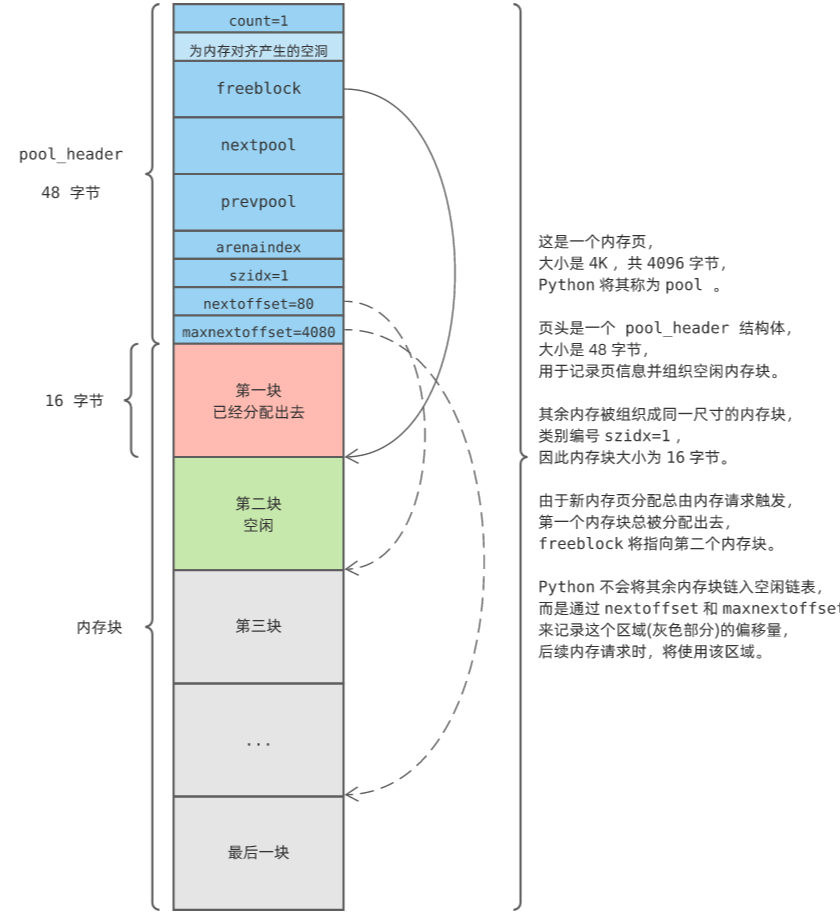 count=1
为内存对齐产生的空洞
freeblock
nextpool
prevpool
arenaindex
szidx=1
nextoffset=80
maxnextoffset=4080
pool_header
48 字节
16 字节
第一块
已经分配出去
第二块
空闲
第三块
...
最后一块
内存块
这是一个内存页，
大小是 4K ，共 4096 字节，
Python 将其称为 pool 。
页头是一个 pool_header 结构体，
大小是 48 字节，
用于记录页信息并组织空闲内存块。
其余内存被组织成同一尺寸的内存块，
类别编号 szidx=1 ，
因此内存块大小为 16 字节。
由于新内存页分配总由内存请求触发，
第一个内存块总被分配出去，
freeblock 将指向第二个内存块。
Python 不会将其余内存块链入空闲链表，
而是通过 nextoffset 和 maxnextoffset
来记录这个区域(灰色部分)的偏移量，
后续内存请求时，将使用该区域。